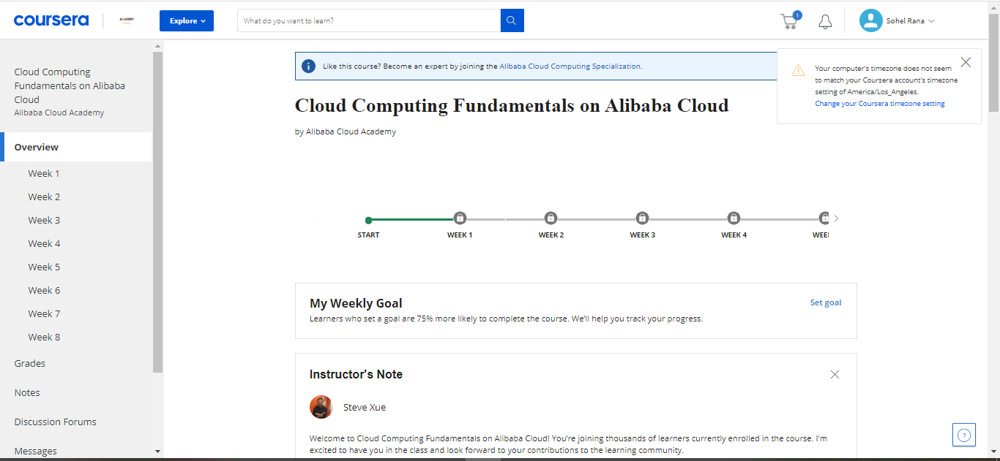 coursera
ACADEMY
Explore
What do you want to learn?
1
Sohel Rana
Cloud Computing
Fundamentals on Alibaba
Cloud
Alibaba Cloud Academy
Overview
Week 1
Week 2
Week 3
Week 4
Week 5
Week 6
Week 7
Week 8
Grades
Notes
Discussion Forums
Messages
Like this course? Become an expert by joining the Alibaba Cloud Computing Specialization.
Your computer's timezone does not seem
to match your Coursera account's timezone
setting of America/Los_Angeles.
Change your Coursera timezone setting
Cloud Computing Fundamentals on Alibaba Cloud
by Alibaba Cloud Academy
START WEEK 1 WEEK 2 WEEK 3 WEEK 4 WEE
My Weekly Goal
Set goal
Learners who set a goal are 75% more likely to complete the course. We'll help you track your progress.
Instructor's Note
Steve Xue
Welcome to Cloud Computing Fundamentals on Alibaba Cloud! You're joining thousands of learners currently enrolled in the course. I'm
excited to have you in the class and look forward to your contributions to the learning community.
?